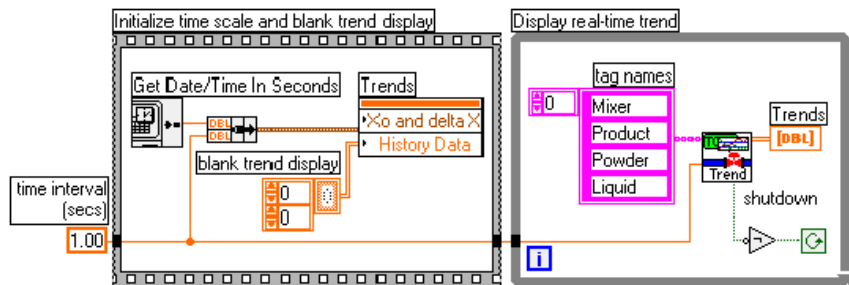 Initialize time scale and blank trend display
Display real-time trend
Get Date/Time In Seconds
Trends
DBL
DBL
Xo and delta X
History Data
blank trend display
0
0
0
time interval
(secs)
1.00
tag names
0
Mixer
Product
Powder
Liquid
Trend
Trends
[DBL]
shutdown
i